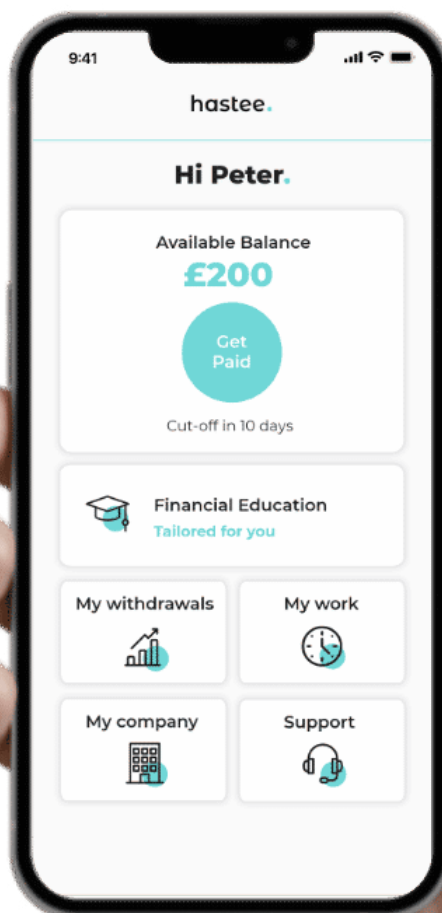 9:41
hastee.
Hi Peter.
Available Balance
£200
Get
Paid
Cut-off in 10 days
Financial Education
Tailored for you
My withdrawals
My work
My company
Support